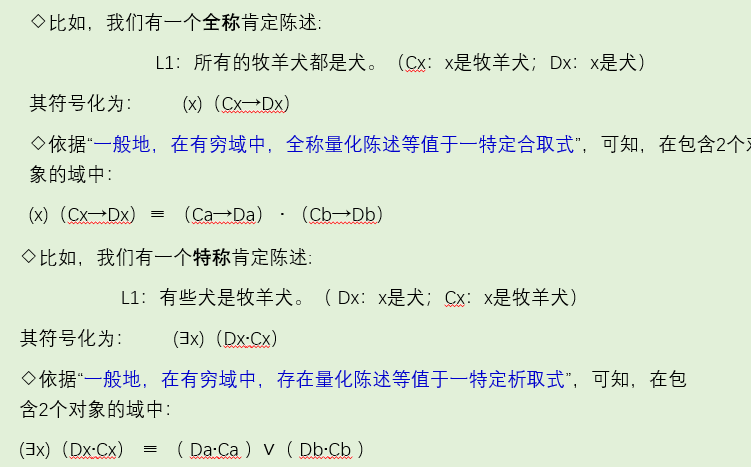 ◇比如，我们有一个全称肯定陈述:
L1：所有的牧羊犬都是犬。（Cx：x是牧羊犬；Dx：x是犬）
其符号化为： (x)（Cx→Dx）
◇依据“一般地，在有穷域中，全称量化陈述等值于一特定合取式”，可知，在包含2个对
象的域中：
(x)（Cx→Dx）≡ （Ca→Da）·（Cb→Db）
◇比如，我们有一个特称肯定陈述:
L1：有些犬是牧羊犬。（ Dx：x是犬；Cx：x是牧羊犬）
其符号化为： (∃x)（Dx·Cx）
◇依据“一般地，在有穷域中，存在量化陈述等值于一特定析取式”，可知，在包
含2个对象的域中：
(∃x)（Dx·Cx） ≡ （ Da·Ca ）∨（ Db·Cb ）